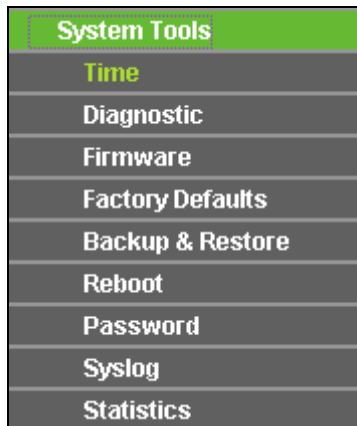 System Tools
Time
Diagnostic
Firmware
Factory Defaults
Backup & Restore
Reboot
Password
Syslog
Statistics